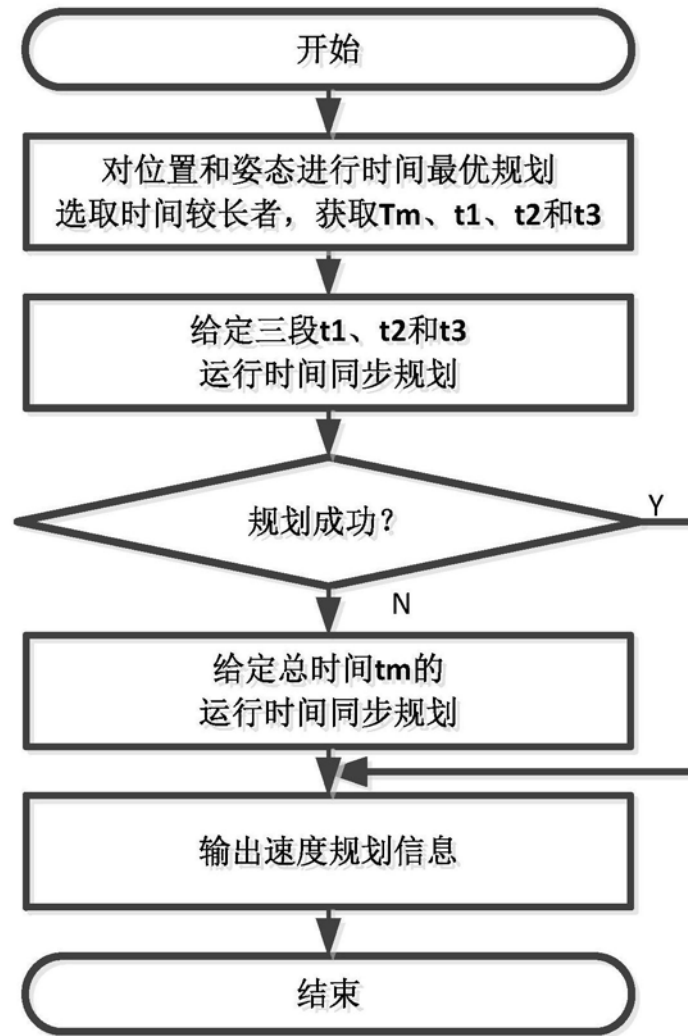 开始
对位置和姿态进行时间最优规划
选取时间较长者，获取Tm、t1、t2和t3
给定三段t1、t2和t3
运行时间同步规划
规划成功？
Y
N
给定总时间tm的
运行时间同步规划
输出速度规划信息
结束